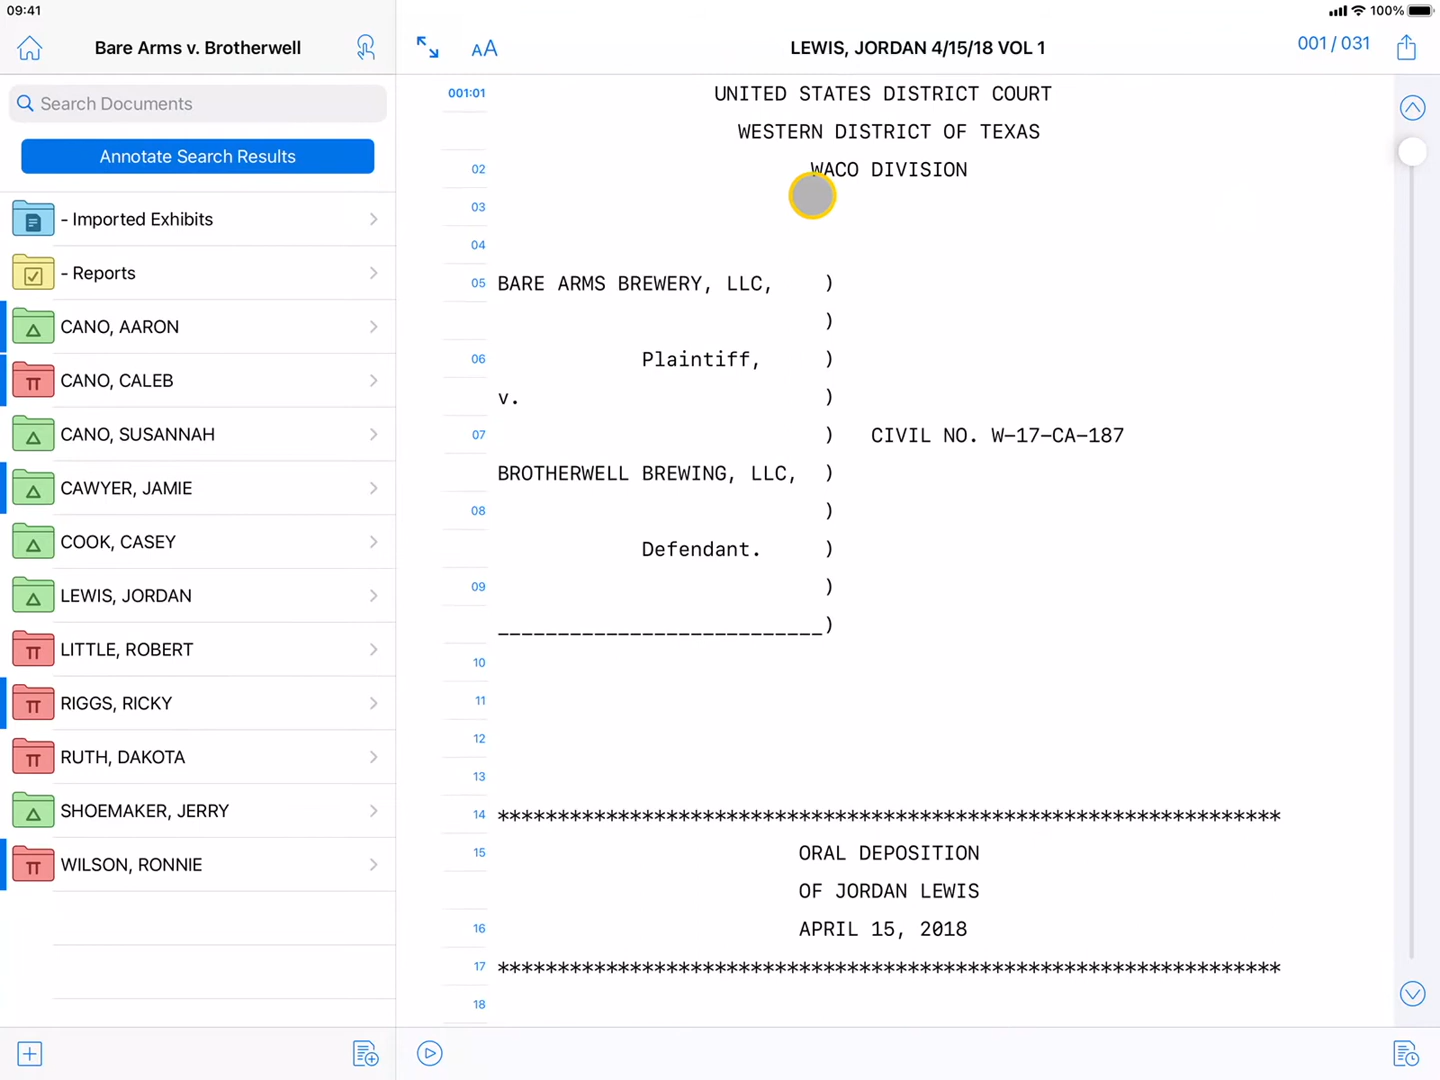 09:41
100%
Bare Arms v. Brotherwell
AA
LEWIS, JORDAN 4/15/18 VOL 1
001 / 031
Search Documents
Annotate Search Results
- Imported Exhibits
- Reports
CANO, AARON
CANO, CALEB
CANO, SUSANNAH
CAWYER, JAMIE
COOK, CASEY
LEWIS, JORDAN
LITTLE, ROBERT
RIGGS, RICKY
RUTH, DAKOTA
SHOEMAKER, JERRY
WILSON, RONNIE
001:01 UNITED STATES DISTRICT COURT
WESTERN DISTRICT OF TEXAS
02 WACO DIVISION
03
04
05 BARE ARMS BREWERY, LLC, )
)
06 Plaintiff, )
v. )
07 ) CIVIL NO. W-17-CA-187
BROTHERWELL BREWING, LLC, )
08 )
Defendant. )
09 )
___________________________)
10
11
12
13
14 *****************************************************************
15 ORAL DEPOSITION
OF JORDAN LEWIS
16 APRIL 15, 2018
17 *****************************************************************
18